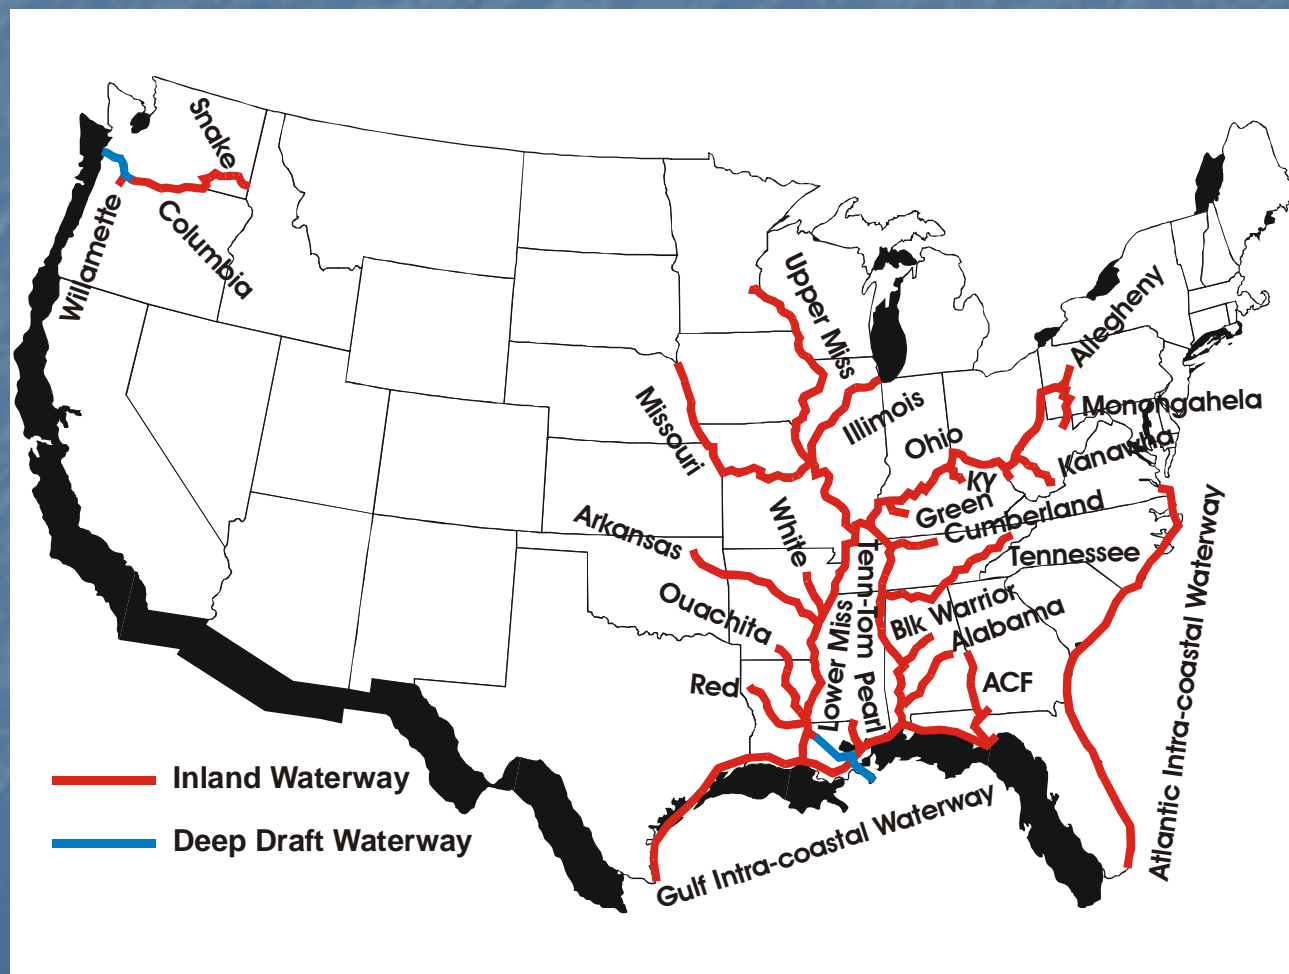 Snake
Willamette
Columbia
Upper Miss
Allegheny
Missouri
Illimois
Ohio
Monongahela
Kanawha
KY
Green
Cumberland
Arkansas
White
Tenn-Tom
Tennessee
Ouachita
Lower Miss
Blk Warrior
Alabama
Red
Pearl
ACF
Atlantic Intra-coastal Waterway
Gulf Intra-coastal Waterway
Inland Waterway
Deep Draft Waterway